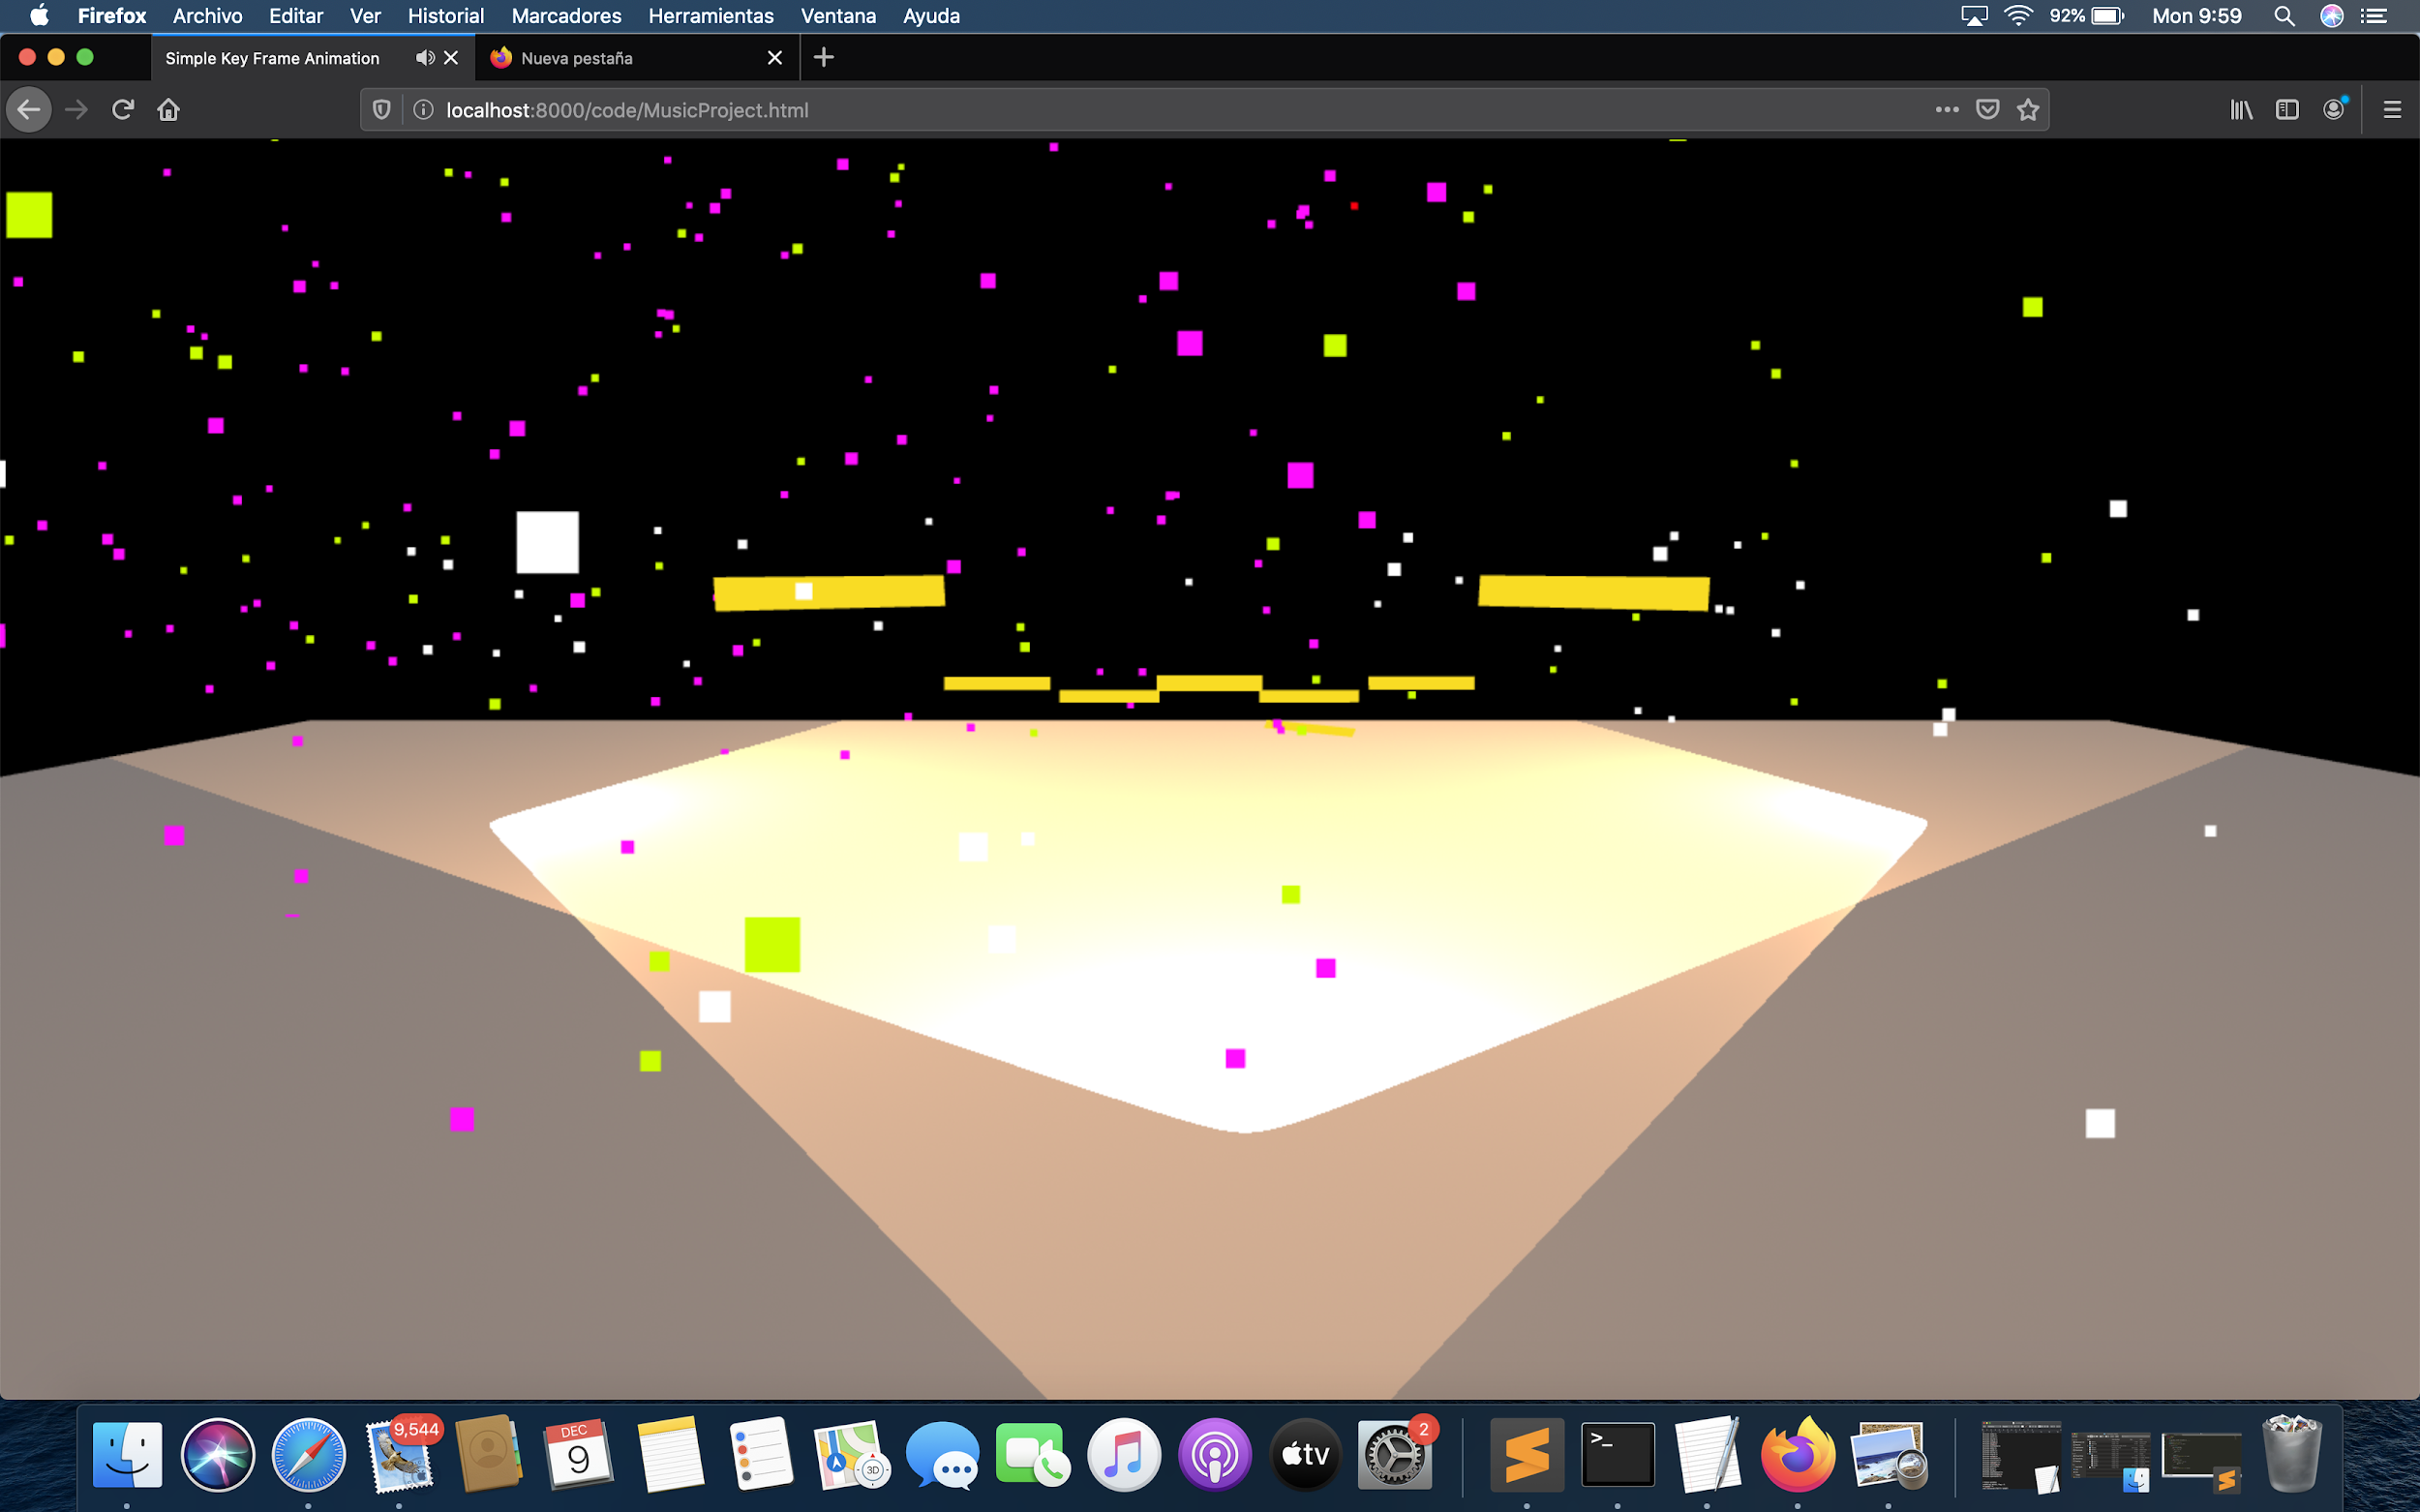 Firefox Archivo Editar Ver Historial Marcadores Herramientas Ventana Ayuda 92% Mon 9:59
Simple Key Frame Animation Nueva pestaña
localhost:8000/code/MusicProject.html
9,544
DEC
9
3D
tv
2
>_